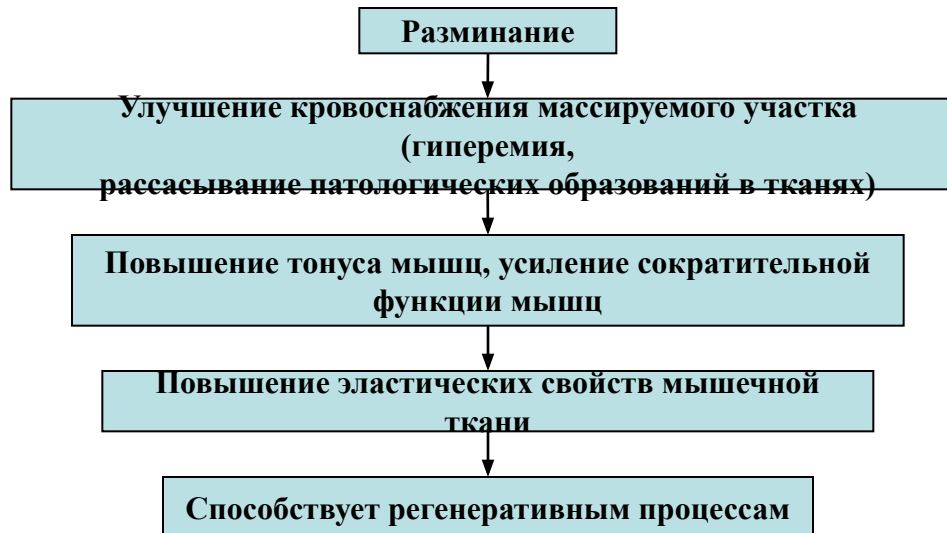 Разминание
Улучшение кровоснабжения массируемого участка
(гиперемия,
рассасывание патологических образований в тканях)
Повышение тонуса мышц, усиление сократительной
функции мышц
Повышение эластических свойств мышечной
ткани
Способствует регенеративным процессам